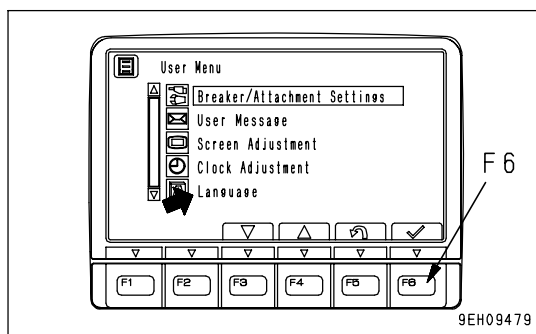 User Menu
Breaker/Attachment Settings
User Message
Screen Adjustment
Clock Adjustment
Language
F6
F1 F2 F3 F4 F5 F6
9EH09479